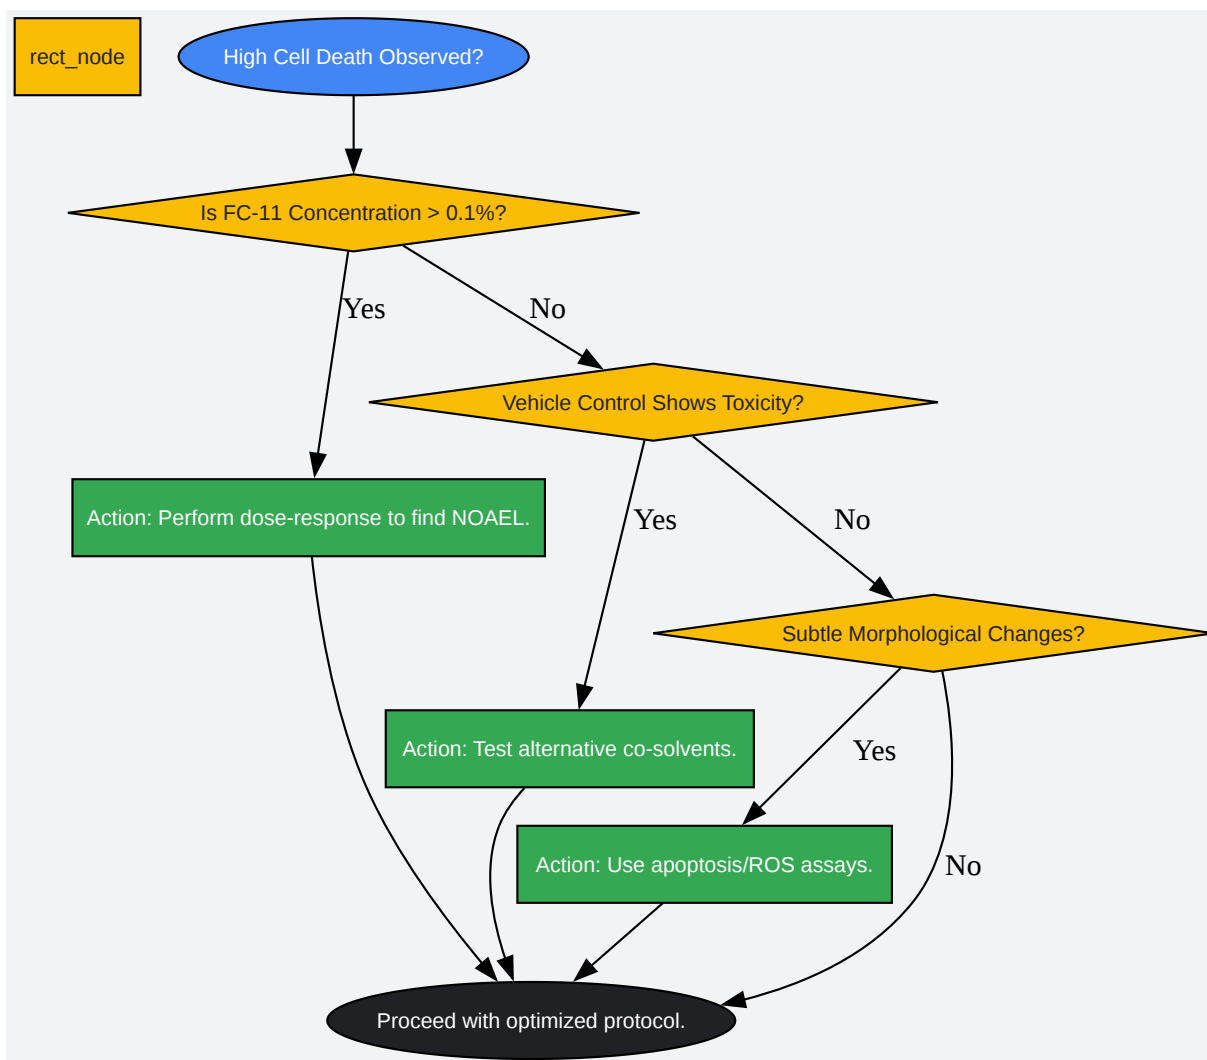 rect_node
High Cell Death Observed?
Is FC-11 Concentration > 0.1%?
Yes
No
Vehicle Control Shows Toxicity?
Action: Perform dose-response to find NOAEL.
Yes
No
Subtle Morphological Changes?
Action: Test alternative co-solvents.
Yes
Action: Use apoptosis/ROS assays.
No
Proceed with optimized protocol.